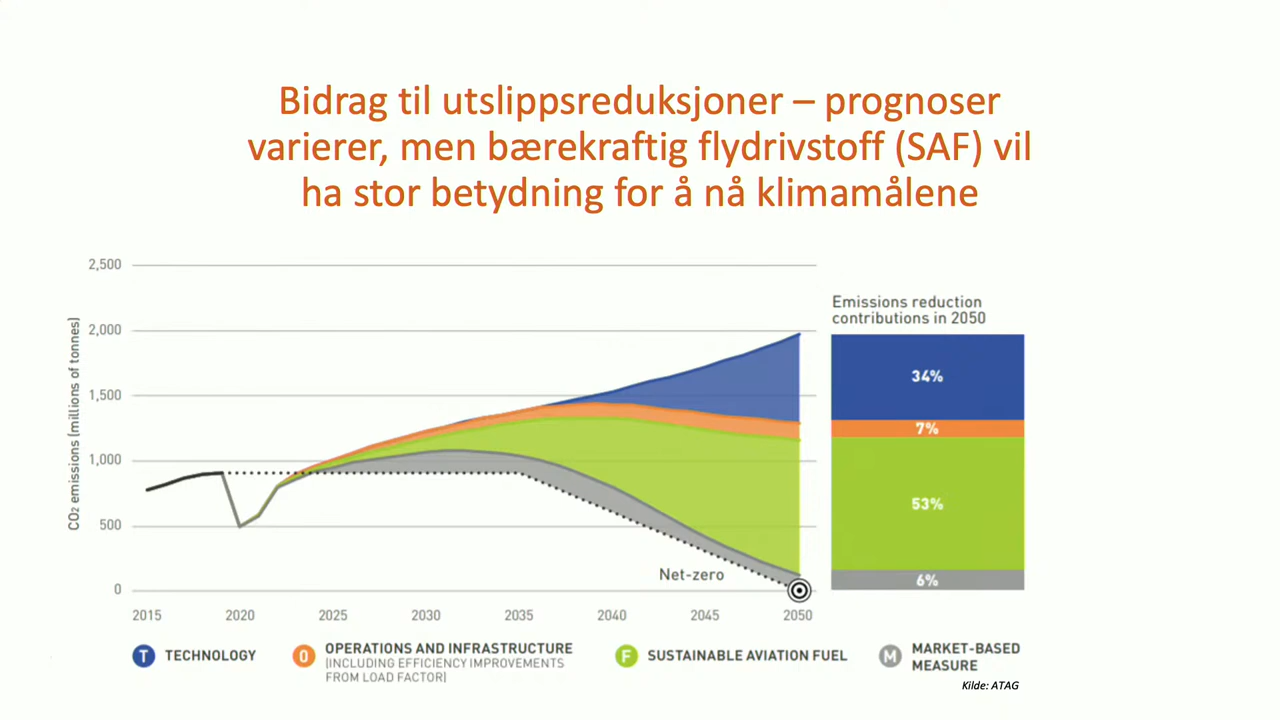 Bidrag til utslippsreduksjoner – prognoser
varierer, men bærekraftig flydrivstoff (SAF) vil
ha stor betydning for å nå klimamålene
CO2 emissions (millions of tonnes)
2,500
2,000
1,500
1,000
500
0
2015 2020 2025 2030 2035 2040 2045 2050
Net-zero
Emissions reduction
contributions in 2050
34%
7%
53%
6%
T TECHNOLOGY
O OPERATIONS AND INFRASTRUCTURE
(INCLUDING EFFICIENCY IMPROVEMENTS
FROM LOAD FACTOR)
F SUSTAINABLE AVIATION FUEL
M MARKET-BASED
MEASURE
Kilde: ATAG